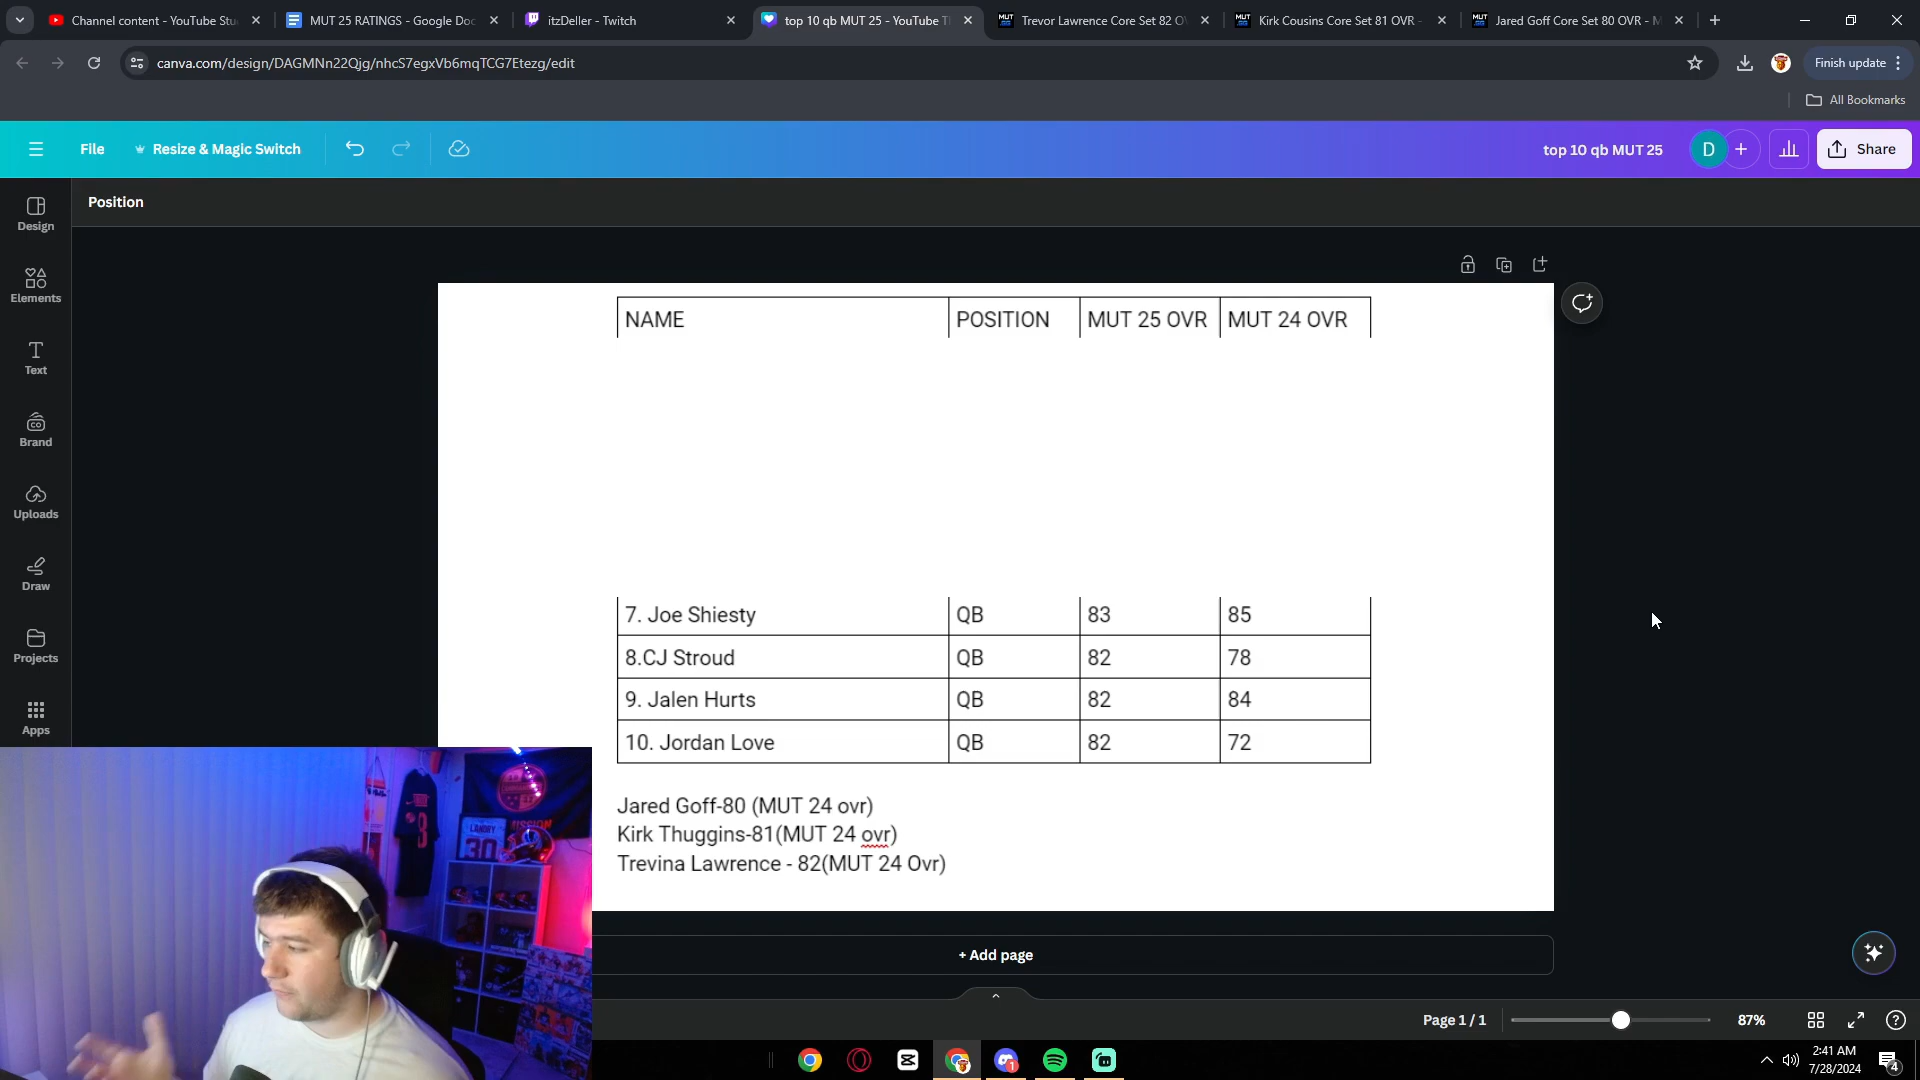 Channel content - YouTube Stu
MUT 25 RATINGS - Google Doc
itzDeller - Twitch
top 10 qb MUT 25 - YouTube T
Trevor Lawrence Core Set 82 O
Kirk Cousins Core Set 81 OVR -
Jared Goff Core Set 80 OVR - M
canva.com/design/DAGMNn22Qjg/nhcS7egxVb6mqTCG7Etezg/edit
Finish update
All Bookmarks
File
Resize & Magic Switch
top 10 qb MUT 25
D
Share
Position
Design
Elements
Text
Brand
Uploads
Draw
Projects
Apps
NAME POSITION MUT 25 OVR MUT 24 OVR
7. Joe Shiesty QB 83 85
8.CJ Stroud QB 82 78
9. Jalen Hurts QB 82 84
10. Jordan Love QB 82 72
Jared Goff-80 (MUT 24 ovr)
Kirk Thuggins-81(MUT 24 ovr)
Trevina Lawrence - 82(MUT 24 Ovr)
LANDRY
30
+ Add page
Page 1 / 1
87%
2:41 AM
7/28/2024
4